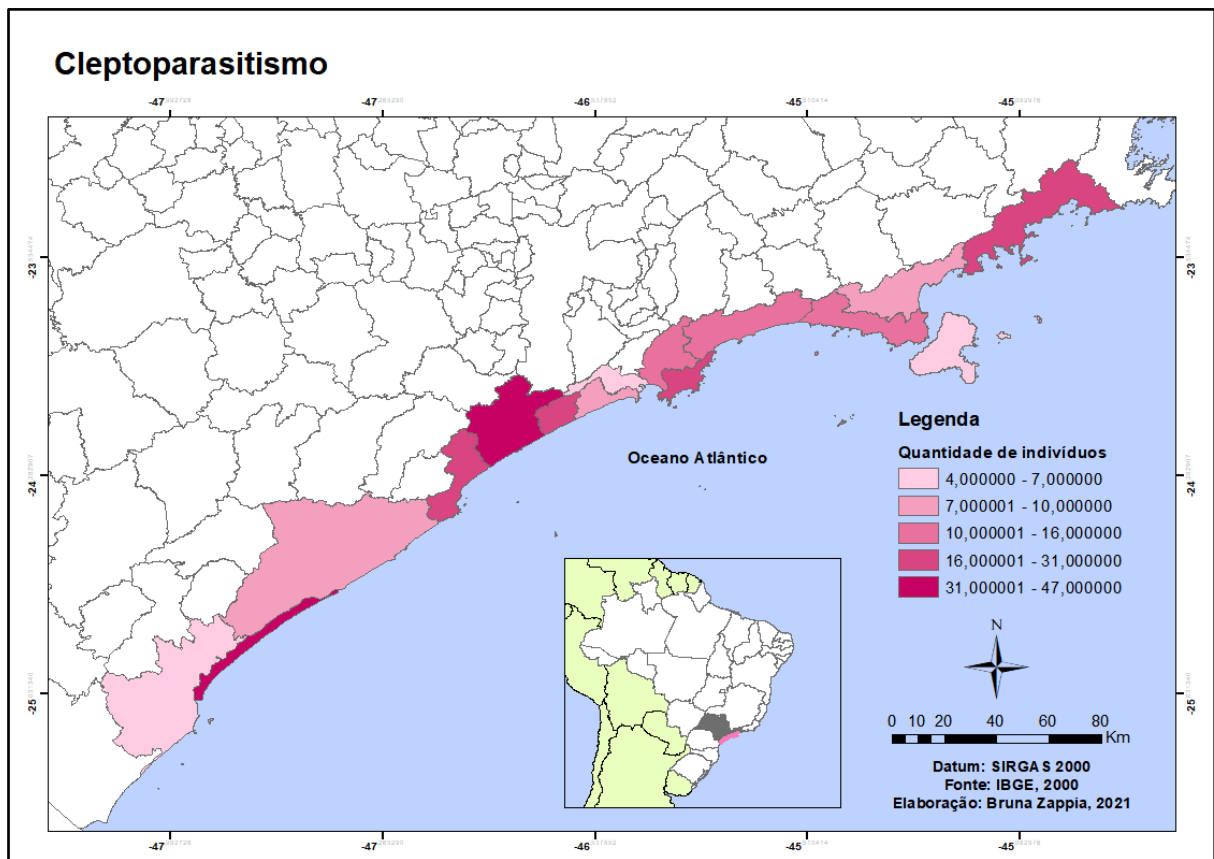 Cleptoparasitismo
-47
-47
-46
-45
-45
-23
-23
-24
-24
-25
-25
Oceano Atlântico
Legenda
Quantidade de indivíduos
4,000000 - 7,000000
7,000001 - 10,000000
10,000001 - 16,000000
16,000001 - 31,000000
31,000001 - 47,000000
N
0 10 20 40 60 80
Km
Datum: SIRGAS 2000
Fonte: IBGE, 2000
Elaboração: Bruna Zappia, 2021
-47
-47
-46
-45
-45